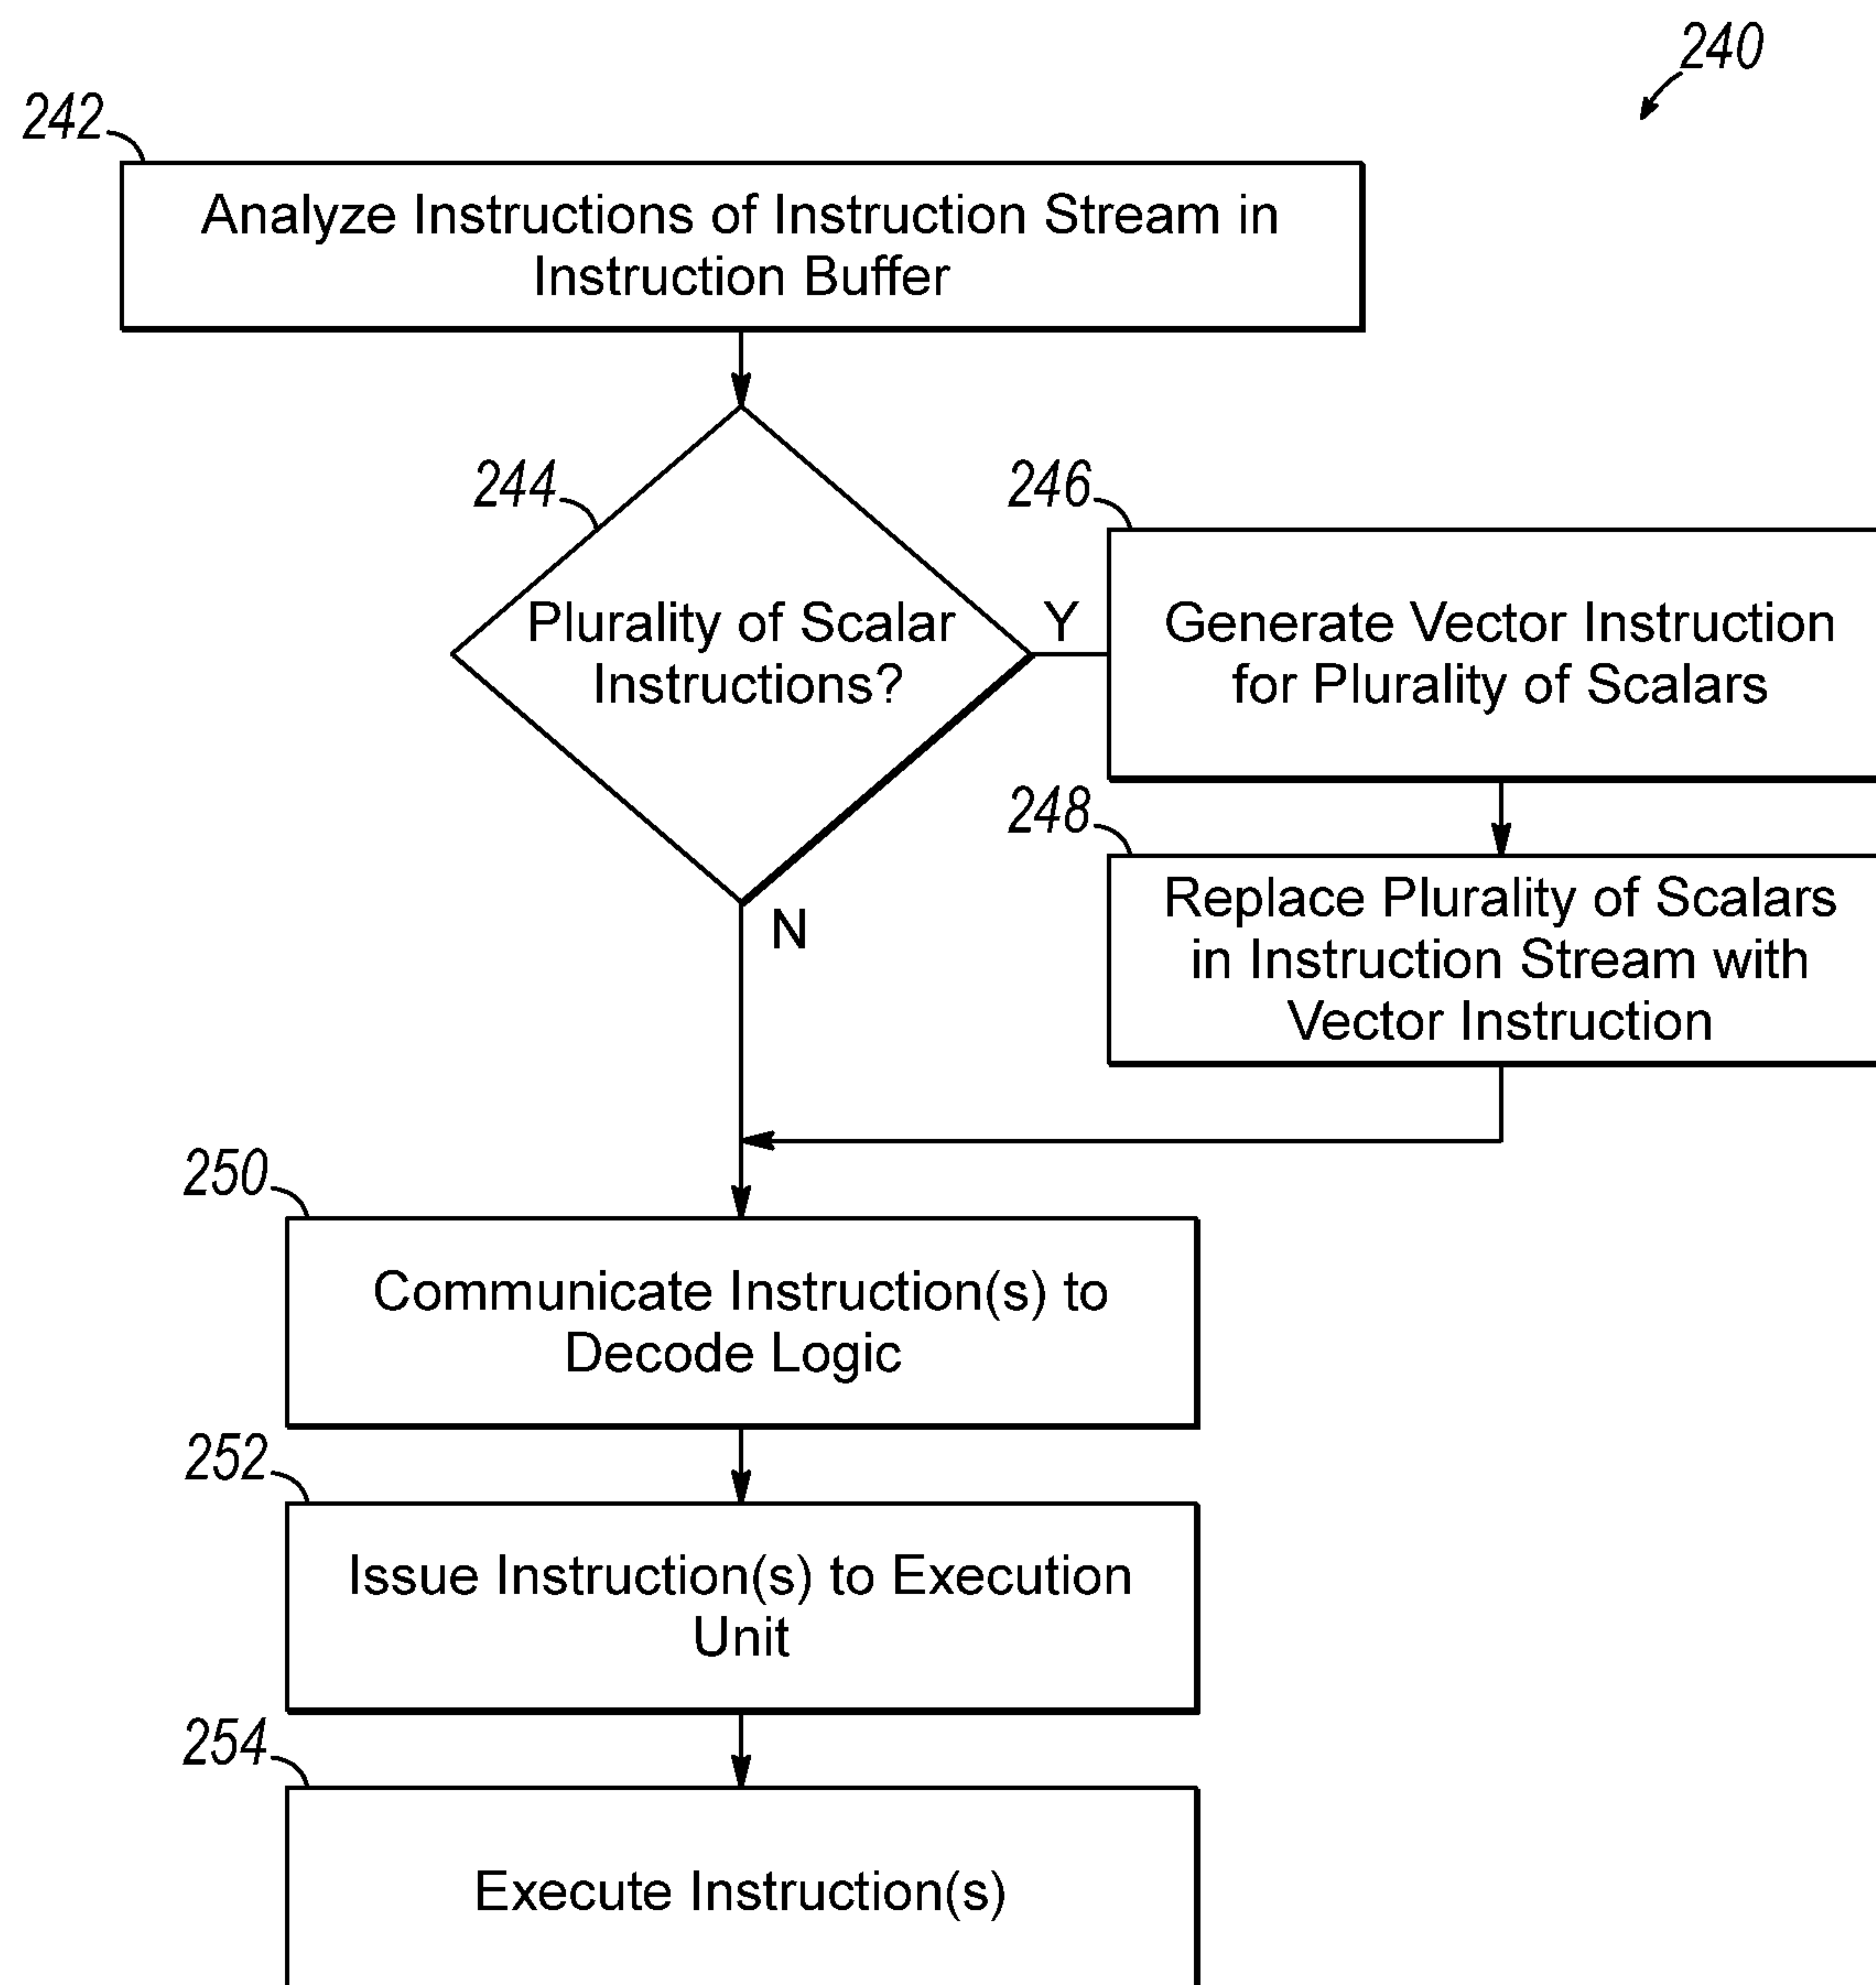 240
242
Analyze Instructions of Instruction Stream in
Instruction Buffer
244
Plurality of Scalar
Instructions?
Y
N
246
Generate Vector Instruction
for Plurality of Scalars
248
Replace Plurality of Scalars
in Instruction Stream with
Vector Instruction
250
Communicate Instruction(s) to
Decode Logic
252
Issue Instruction(s) to Execution
Unit
254
Execute Instruction(s)